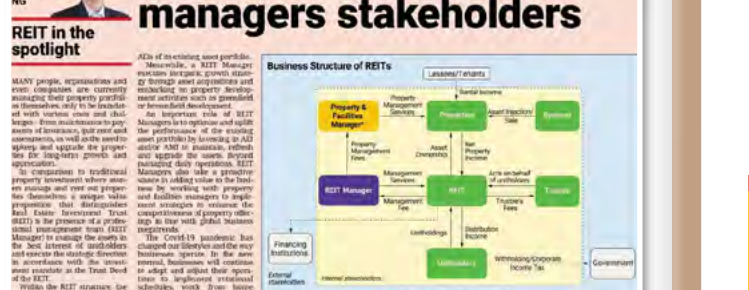 NG
managers stakeholders
REIT in the
spotlight
MANY people, organisations and
even companies are currently
managing their property portfoli-
os themselves, only to be inundat-
ed with various costs and chal-
lenges - from maintenance to pay-
ments of insurance, quit rent and
assessments, as well as the need to
upkeep and upgrade the proper-
ties for long-term growth and
appreciation.
In comparison to traditional
property investment where own-
ers manage and rent out proper-
ties themselves a unique value
proposition that distinguishes
Real Estate Investment Trust
(REIT) is the presence of a profes-
sional management team (REIT
Manager) to manage the assets in
the best interest of unitholders
and execute the strategic direction
in accordance with the invest-
ment mandate in the Trust Deed
of the REIT.
Within the REIT structure, the
AEIs of its existing asset portfolio.
Meanwhile, a REIT Manager
executes inorganic growth strate-
gy through asset acquisitions and
embarking on property develop-
ment activities such as greenfield
or brownfield development.
An important role of REIT
Managers is to optimise and uplift
the performance of the existing
asset portfolio by investing in AEI
and/or AMI to maintain, refresh
and upgrade the assets. Beyond
managing daily operations, REIT
Managers also take a proactive
stance in adding value to the busi-
ness by working with property
and facilities managers to imple-
ment strategies to enhance the
competitiveness of property offer-
ings in line with global business
megatrends.
The Covid-19 pandemic has
changed our lifestyles and the way
businesses operate. In the new
normal, businesses will continue
to adapt and adjust their opera-
tions to implement rotational
schedules, work from home
Business Structure of REITs
Lessees/Tenants
Rental Income
Property &
Facilities
Manager*
Property
Management
Services
Properties
Asset Injection/
Sale
Property
Management
Fees
Asset
Ownership
Net
Property
Income
REIT Manager
Management
Services
Management
Fee
REIT
Acts on behalf
of unitholders
Trustee's
Fees
Trustee
Unitholdings
Distribution
Income
Financing
Institutions
Unitholders
Withholding/Corporate
Income Tax
Government
External
stakeholders
Internal stakeholders